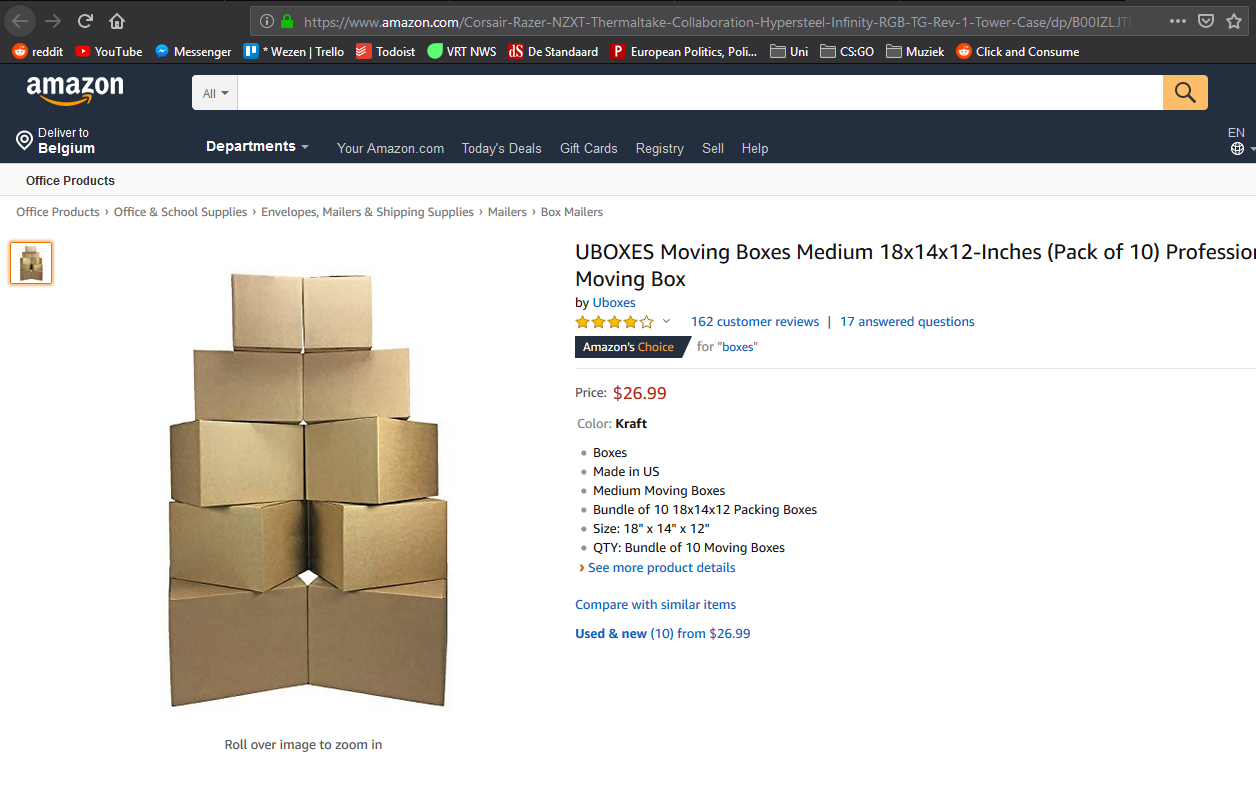 https://www.amazon.com/Corsair-Razer-NZXT-Thermaltake-Collaboration-Hypersteel-Infinity-RGB-TG-Rev-1-Tower-Case/dp/B00IZLJTL
reddit YouTube Messenger * Wezen | Trello Todoist VRT NWS dS De Standaard P European Politics, Poli... Uni CS:GO Muziek Click and Consume
amazon
All
Deliver to
Belgium
Departments Your Amazon.com Today's Deals Gift Cards Registry Sell Help
EN
Office Products
Office Products › Office & School Supplies › Envelopes, Mailers & Shipping Supplies › Mailers › Box Mailers
UBOXES Moving Boxes Medium 18x14x12-Inches (Pack of 10) Profession
Moving Box
by Uboxes
162 customer reviews | 17 answered questions
Amazon's Choice for "boxes"
Price: $26.99
Color: Kraft
Boxes
Made in US
Medium Moving Boxes
Bundle of 10 18x14x12 Packing Boxes
Size: 18" x 14" x 12"
QTY: Bundle of 10 Moving Boxes
› See more product details
Compare with similar items
Used & new (10) from $26.99
Roll over image to zoom in